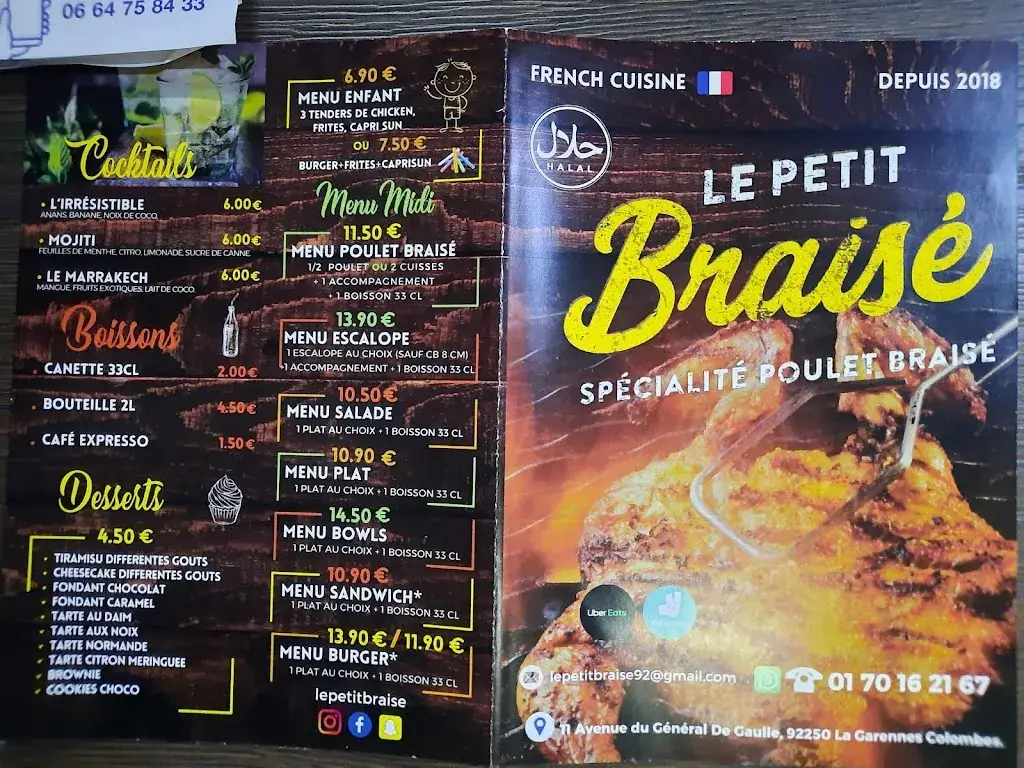 06 64 75 84 33
Cocktails
• L'IRRÉSISTIBLE 6.00€
ANANS, BANANE, NOIX DE COCO,
• MOJITI 6.00€
FEUILLES DE MENTHE, CITRO, LIMONADE, SUCRE DE CANNE.
• LE MARRAKECH 6.00€
MANGUE, FRUITS EXOTIQUES, LAIT DE COCO.
Boissons
• CANETTE 33CL 2.00€
• BOUTEILLE 2L 4.50€
• CAFÉ EXPRESSO 1.50€
Desserts
4.50 €
• TIRAMISU DIFFERENTES GOUTS
• CHEESECAKE DIFFERENTES GOUTS
• FONDANT CHOCOLAT
• FONDANT CARAMEL
• TARTE AU DAIM
• TARTE AUX NOIX
• TARTE NORMANDE
• TARTE CITRON MERINGUEE
• BROWNIE
• COOKIES CHOCO
6.90 €
MENU ENFANT
3 TENDERS DE CHICKEN,
FRITES, CAPRI SUN
OU 7.50 €
BURGER+FRITES+CAPRISUN
Menu Midi
11.50 €
MENU POULET BRAISÉ
1/2 POULET OU 2 CUISSES
+ 1 ACCOMPAGNEMENT
+ 1 BOISSON 33 CL
13.90 €
MENU ESCALOPE
1 ESCALOPE AU CHOIX (SAUF CB 8 CM)
+1 ACCOMPAGNEMENT + 1 BOISSON 33 CL
10.50 €
MENU SALADE
1 PLAT AU CHOIX + 1 BOISSON 33 CL
10.90 €
MENU PLAT
1 PLAT AU CHOIX + 1 BOISSON 33 CL
14.50 €
MENU BOWLS
1 PLAT AU CHOIX + 1 BOISSON 33 CL
10.90 €
MENU SANDWICH*
1 PLAT AU CHOIX + 1 BOISSON 33 CL
13.90 € / 11.90 €
MENU BURGER*
1 PLAT AU CHOIX + 1 BOISSON 33 CL
lepetitbraise
FRENCH CUISINE
DEPUIS 2018
حلال
HALAL
LE PETIT
Braisé
SPÉCIALITÉ POULET BRAISÉ
Uber Eats
lepetitbraise92@gmail.com
01 70 16 21 67
11 Avenue du Général De Gaulle, 92250 La Garennes Colombes.